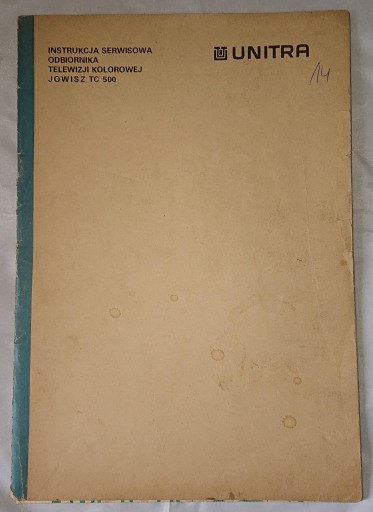 INSTRUKCJA SERWISOWA
ODBIORNIKA
TELEWIZJI KOLOROWEJ
JOWISZ TC 500
UNITRA
14